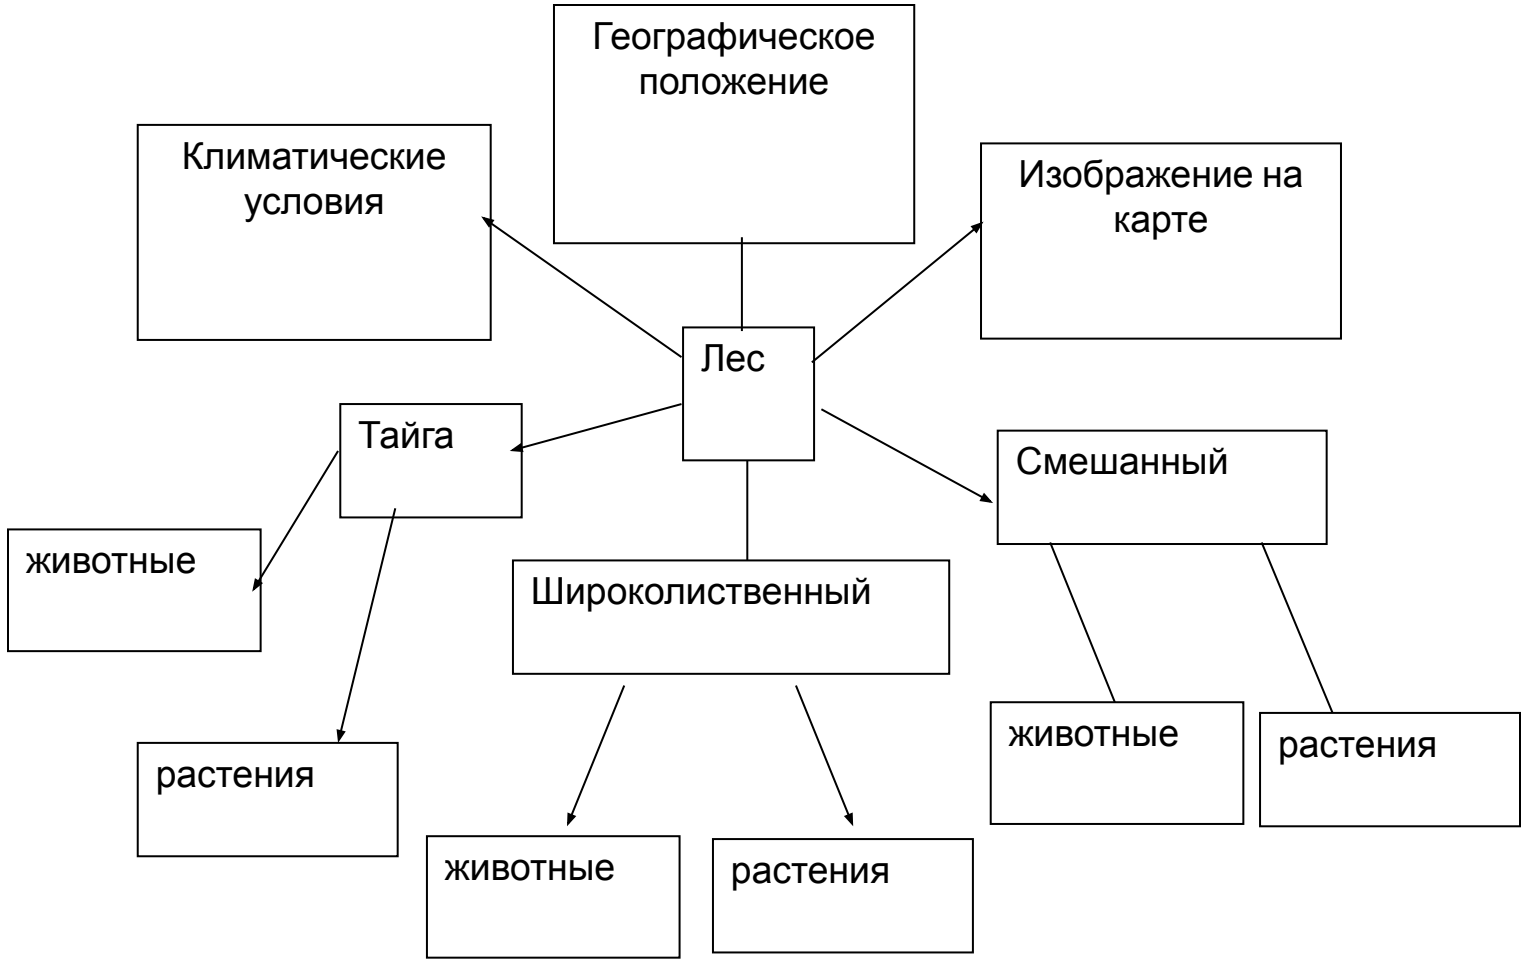 Географическое
положение
Климатические
условия
Изображение на
карте
Лес
Тайга
Смешанный
животные
Широколиственный
растения
животные
растения
животные
растения